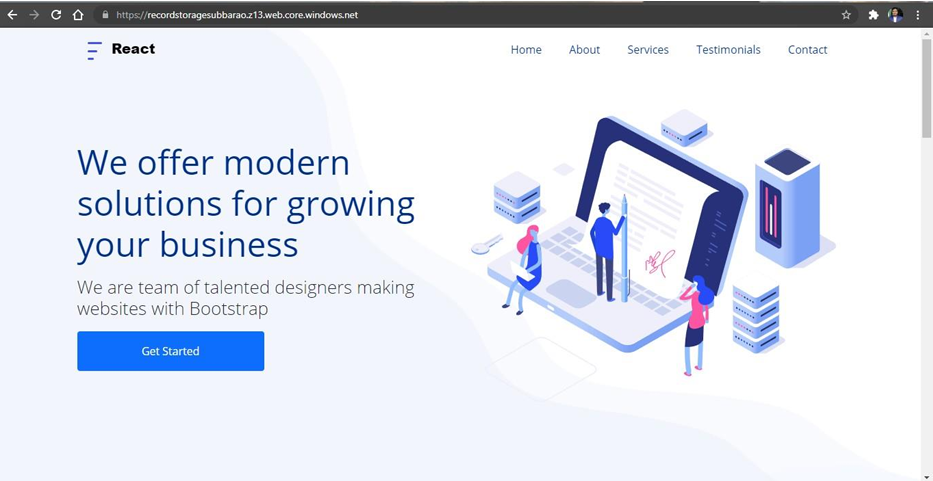 https://recordstoragesubbarao.z13.web.core.windows.net
React
Home About Services Testimonials Contact
We offer modern
solutions for growing
your business
We are team of talented designers making
websites with Bootstrap
Get Started